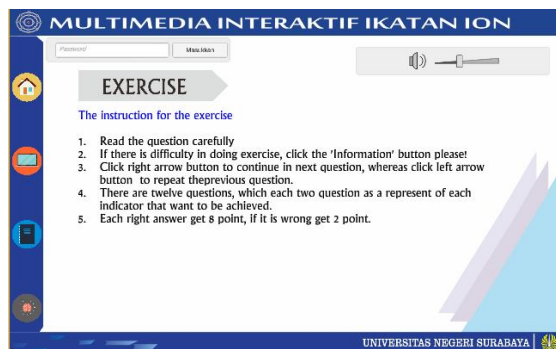 MULTIMEDIA INTERAKTIF IKATAN ION
Password
Masukkan
EXERCISE
The instruction for the exercise
1. Read the question carefully
2. If there is difficulty in doing exercise, click the 'Information' button please!
3. Click right arrow button to continue in next question, whereas click left arrow
button to repeat theprevious question.
4. There are twelve questions, which each two question as a represent of each
indicator that want to be achieved.
5. Each right answer get 8 point, if it is wrong get 2 point.
UNIVERSITAS NEGERI SURABAYA